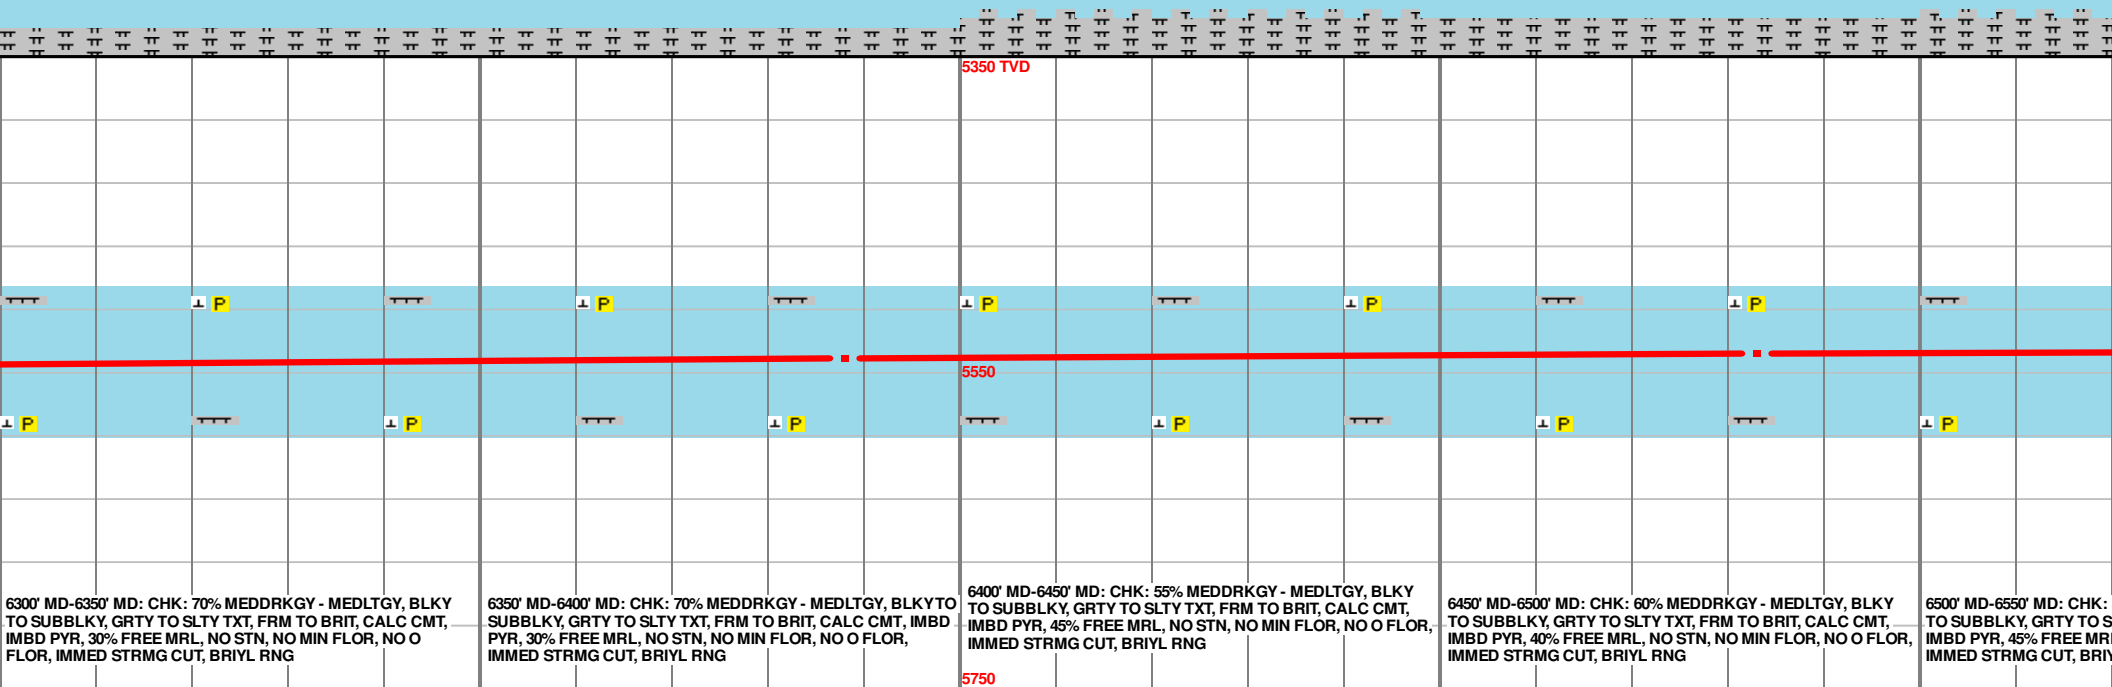 5350 TVD
P P P P P
5550
P P P P P P
6300' MD-6350' MD: CHK: 70% MEDDRKGY - MEDLTGY, BLKY
TO SUBBLKY, GRTY TO SLTY TXT, FRM TO BRIT, CALC CMT,
IMBD PYR, 30% FREE MRL, NO STN, NO MIN FLOR, NO O
FLOR, IMMED STRMG CUT, BRIYL RNG
6350' MD-6400' MD: CHK: 70% MEDDRKGY - MEDLTGY, BLKY TO
SUBBLKY, GRTY TO SLTY TXT, FRM TO BRIT, CALC CMT, IMBD
PYR, 30% FREE MRL, NO STN, NO MIN FLOR, NO O FLOR,
IMMED STRMG CUT, BRIYL RNG
6400' MD-6450' MD: CHK: 55% MEDDRKGY - MEDLTGY, BLKY
TO SUBBLKY, GRTY TO SLTY TXT, FRM TO BRIT, CALC CMT,
IMBD PYR, 45% FREE MRL, NO STN, NO MIN FLOR, NO O FLOR,
IMMED STRMG CUT, BRIYL RNG
6450' MD-6500' MD: CHK: 60% MEDDRKGY - MEDLTGY, BLKY
TO SUBBLKY, GRTY TO SLTY TXT, FRM TO BRIT, CALC CMT,
IMBD PYR, 40% FREE MRL, NO STN, NO MIN FLOR, NO O FLOR,
IMMED STRMG CUT, BRIYL RNG
6500' MD-6550' MD: CHK:
TO SUBBLKY, GRTY TO S
IMBD PYR, 45% FREE MR
IMMED STRMG CUT, BRIY
5750